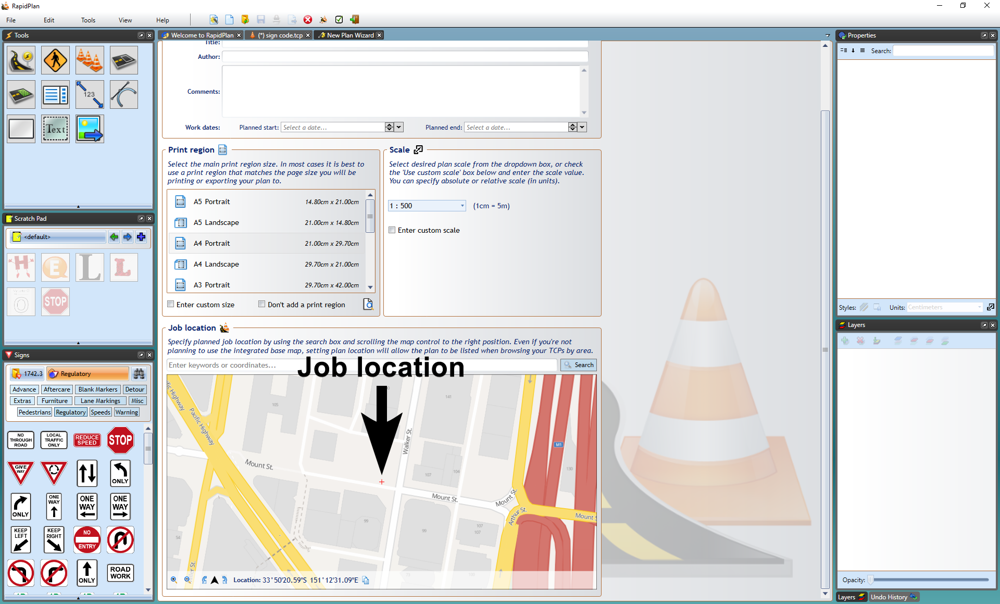 RapidPlan
File Edit Tools View Help
Tools
Welcome to RapidPlan (*) sign code.tcp New Plan Wizard
Properties
Search:
Title:
Author:
Comments:
Work dates: Planned start: Select a date... Planned end: Select a date...
123
Text
Print region
Select the main print region size. In most cases it is best to
use a print region that matches the page size you will be
printing or exporting your plan to.
A5 Portrait 14.80cm x 21.00cm
A5 Landscape 21.00cm x 14.80cm
A4 Portrait 21.00cm x 29.70cm
A4 Landscape 29.70cm x 21.00cm
A3 Portrait 29.70cm x 42.00cm
Enter custom size Don't add a print region
Scale
Select desired plan scale from the dropdown box, or check
the 'Use custom scale' box below and enter the scale value.
You can specify absolute or relative scale (in units).
1 : 500 (1cm = 5m)
Enter custom scale
Scratch Pad
<default>
H E L L
O STOP
Styles: Units: Centimeters
Layers
Job location
Specify planned job location by using the search box and scrolling the map control to the right position. Even if you're not
planning to use the integrated base map, setting plan location will allow the plan to be listed when browsing your TCPs by area.
Enter keywords or coordinates... Search
Job location
Signs
1742.3 Regulatory
Advance Aftercare Blank Markers Detour
Extras Furniture Lane Markings Misc
Pedestrians Regulatory Speeds Warning
NO THROUGH ROAD
LOCAL TRAFFIC ONLY
REDUCE SPEED
STOP
GIVE WAY
ONLY
ONLY
ONE WAY
ONE WAY
ONE WAY
KEEP LEFT
KEEP RIGHT
NO ENTRY
ONLY
ROAD WORK
fic Highway
Pacific Highway
105
141
Walker St.
M1
Mount St.
107
104
130
Mount St.
Mount St.
Arthur St.
Mount S
99
99
107
107
54
ller St.
Location: 33°50'20.59"S 151°12'31.09"E
Opacity:
Layers Undo History